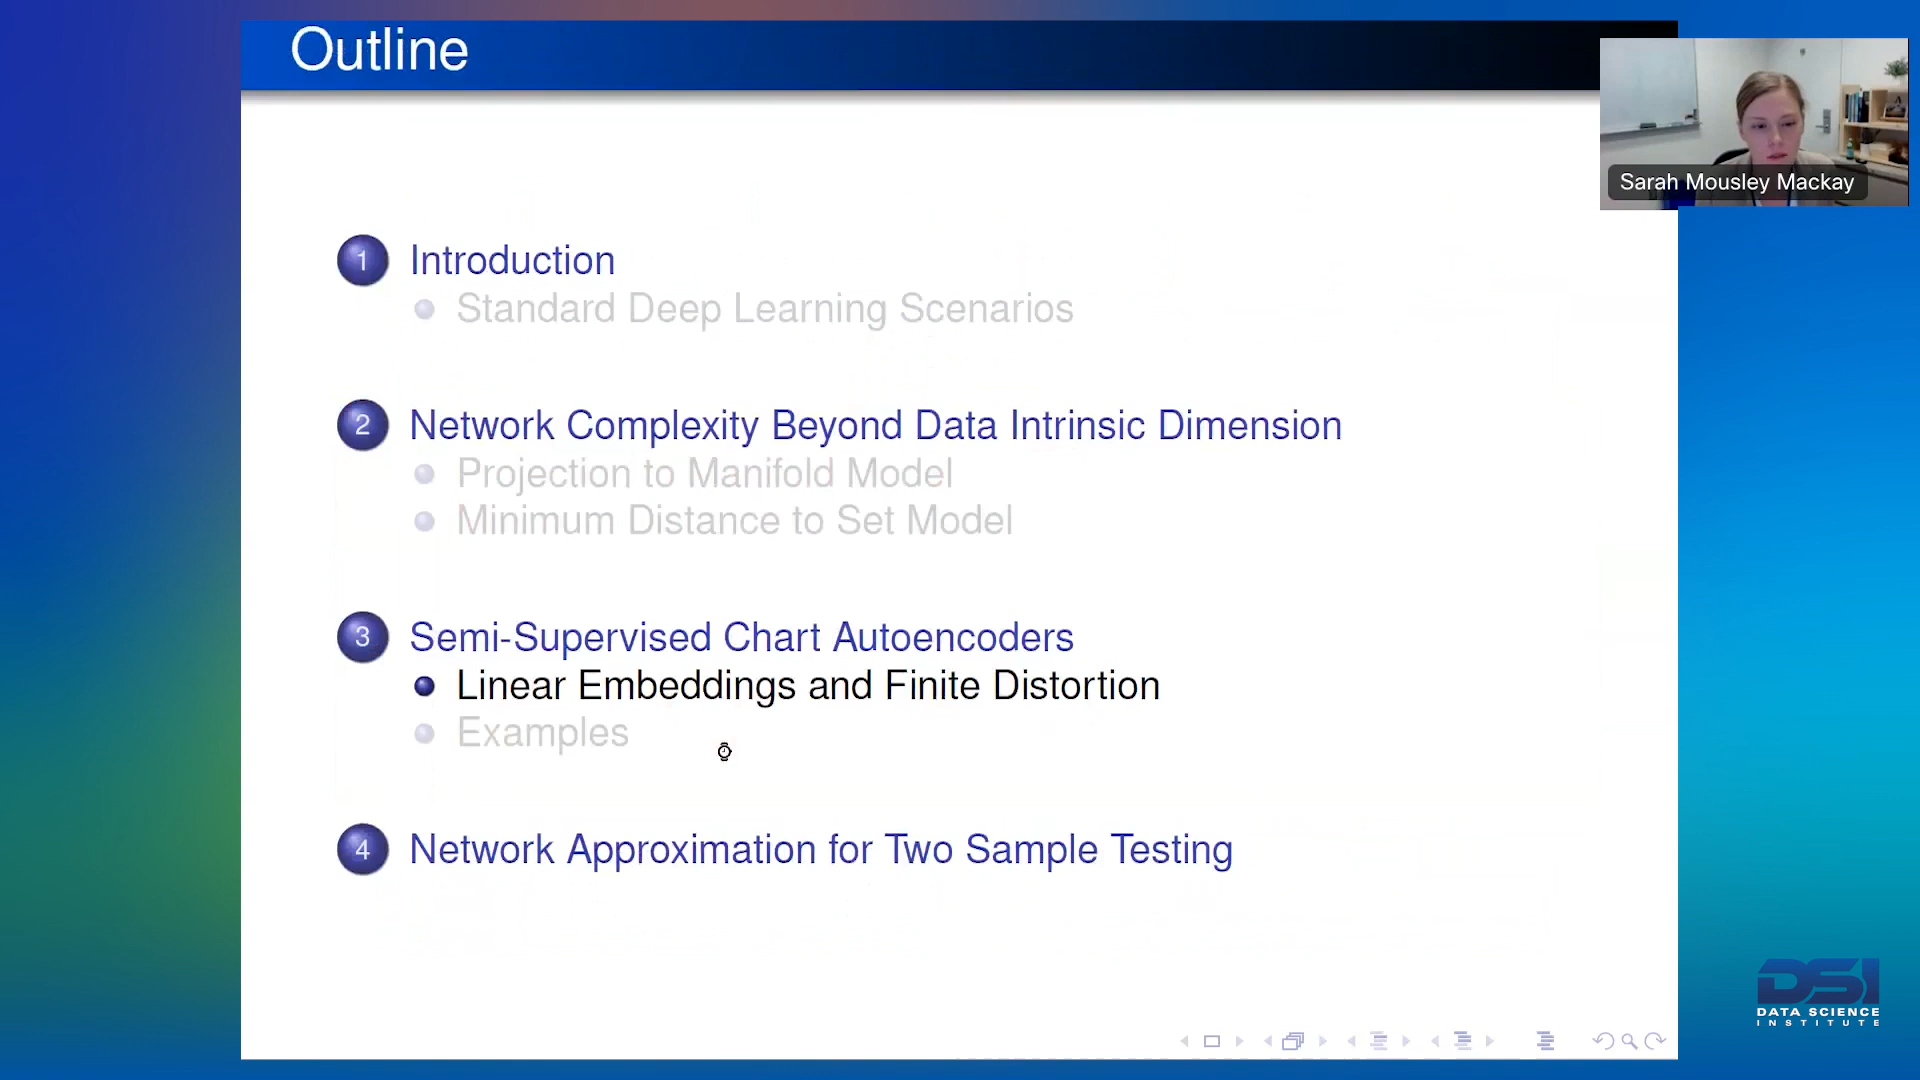 Outline
Sarah Mousley Mackay
1 Introduction
Standard Deep Learning Scenarios
2 Network Complexity Beyond Data Intrinsic Dimension
Projection to Manifold Model
Minimum Distance to Set Model
3 Semi-Supervised Chart Autoencoders
Linear Embeddings and Finite Distortion
Examples
4 Network Approximation for Two Sample Testing
DSI
DATA SCIENCE
INSTITUTE